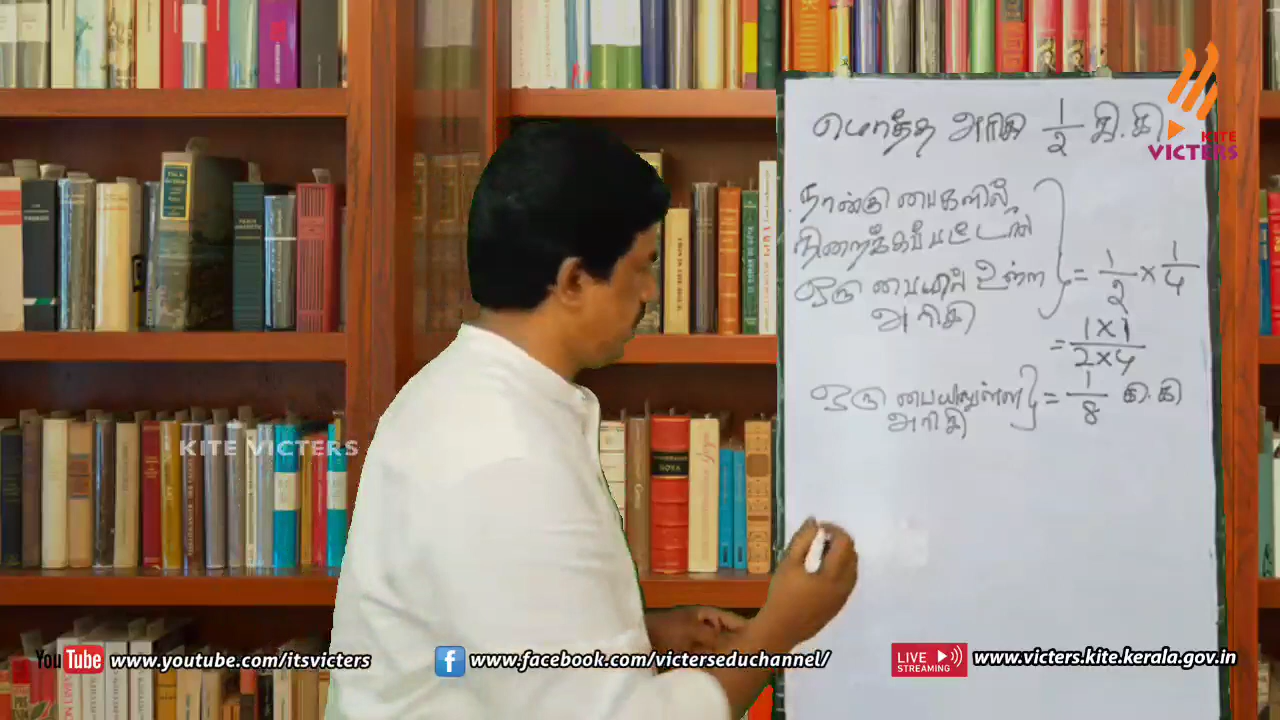 மொத்த அரிசி 1/2 கி.கி
நான்கு பைகளில்
நிறைக்கப்பட்டால்
ஒரு பையில் உள்ள
அரிசி } = 1/2 × 1/4
= 1×1/2×4
ஒரு பையிலுள்ள
அரிசி } = 1/8 கி.கி
KITE
VICTERS
KITE VICTERS
YouTube www.youtube.com/itsvicters
f www.facebook.com/victerseduchannel/
LIVE
STREAMING
www.victers.kite.kerala.gov.in